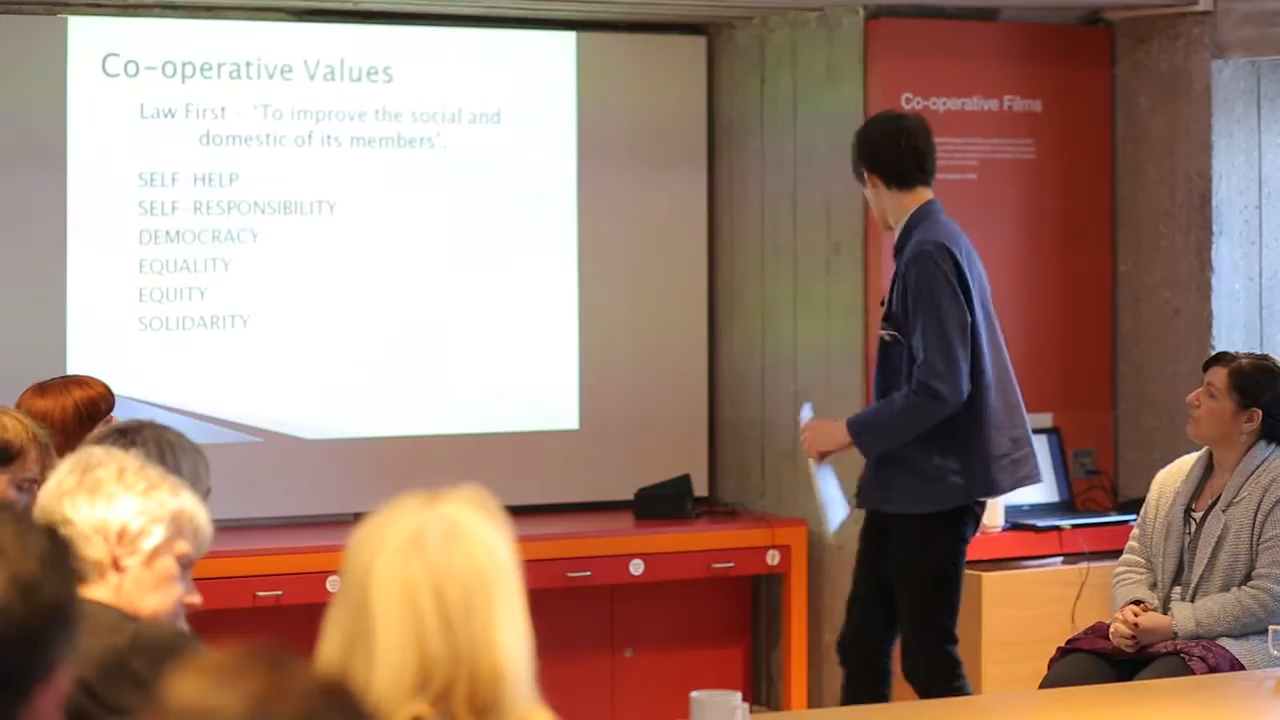 Co-operative Values
Law First : 'To improve the social and
domestic of its members'.
SELF-HELP
SELF-RESPONSIBILITY
DEMOCRACY
EQUALITY
EQUITY
SOLIDARITY
Co-operative Films